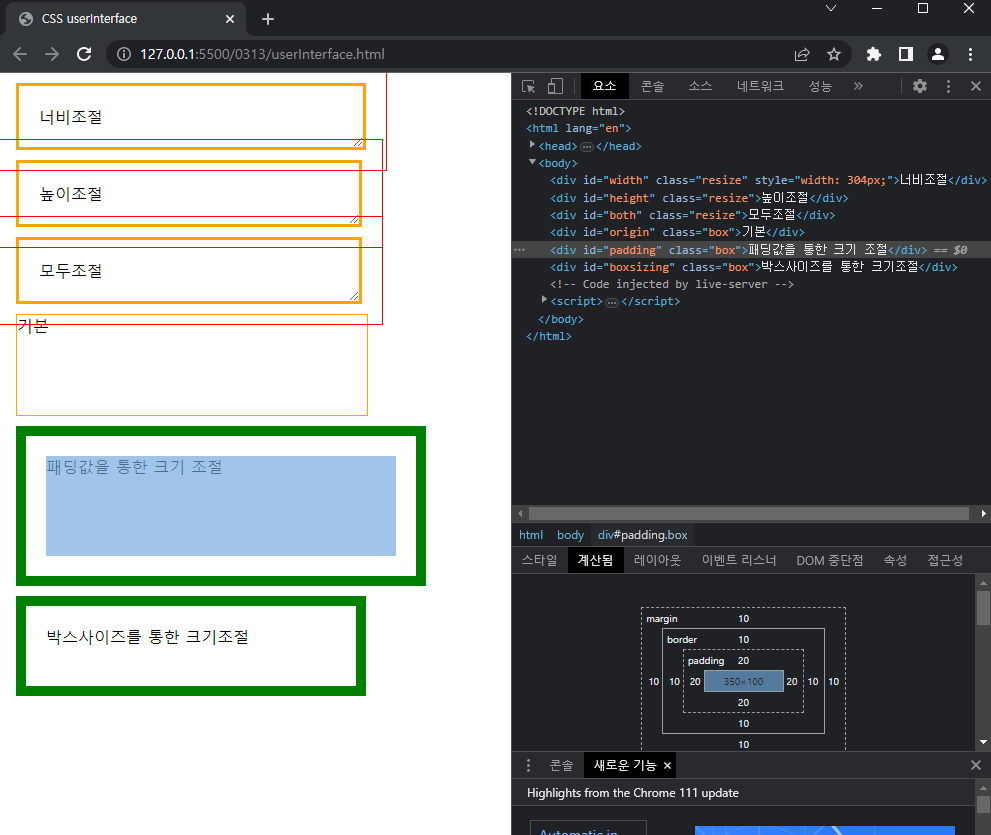 CSS userInterface
127.0.0.1:5500/0313/userInterface.html
너비조절
높이조절
모두조절
기본
패딩값을 통한 크기 조절
박스사이즈를 통한 크기조절
요소 콘솔 소스 네트워크 성능 »
<!DOCTYPE html>
<html lang="en">
<head>…</head>
<body>
<div id="width" class="resize" style="width: 304px;">너비조절</div>
<div id="height" class="resize">높이조절</div>
<div id="both" class="resize">모두조절</div>
<div id="origin" class="box">기본</div>
<div id="padding" class="box">패딩값을 통한 크기 조절</div> == $0
<div id="boxsizing" class="box">박스사이즈를 통한 크기조절</div>
<!-- Code injected by live-server -->
<script>…</script>
</body>
</html>
html body div#padding.box
스타일 계산됨 레이아웃 이벤트 리스너 DOM 중단점 속성 접근성
margin 10
border 10
padding 20
10 10 20 350×100 20 10 10
20
10
10
콘솔 새로운 기능
Highlights from the Chrome 111 update
Automatic in